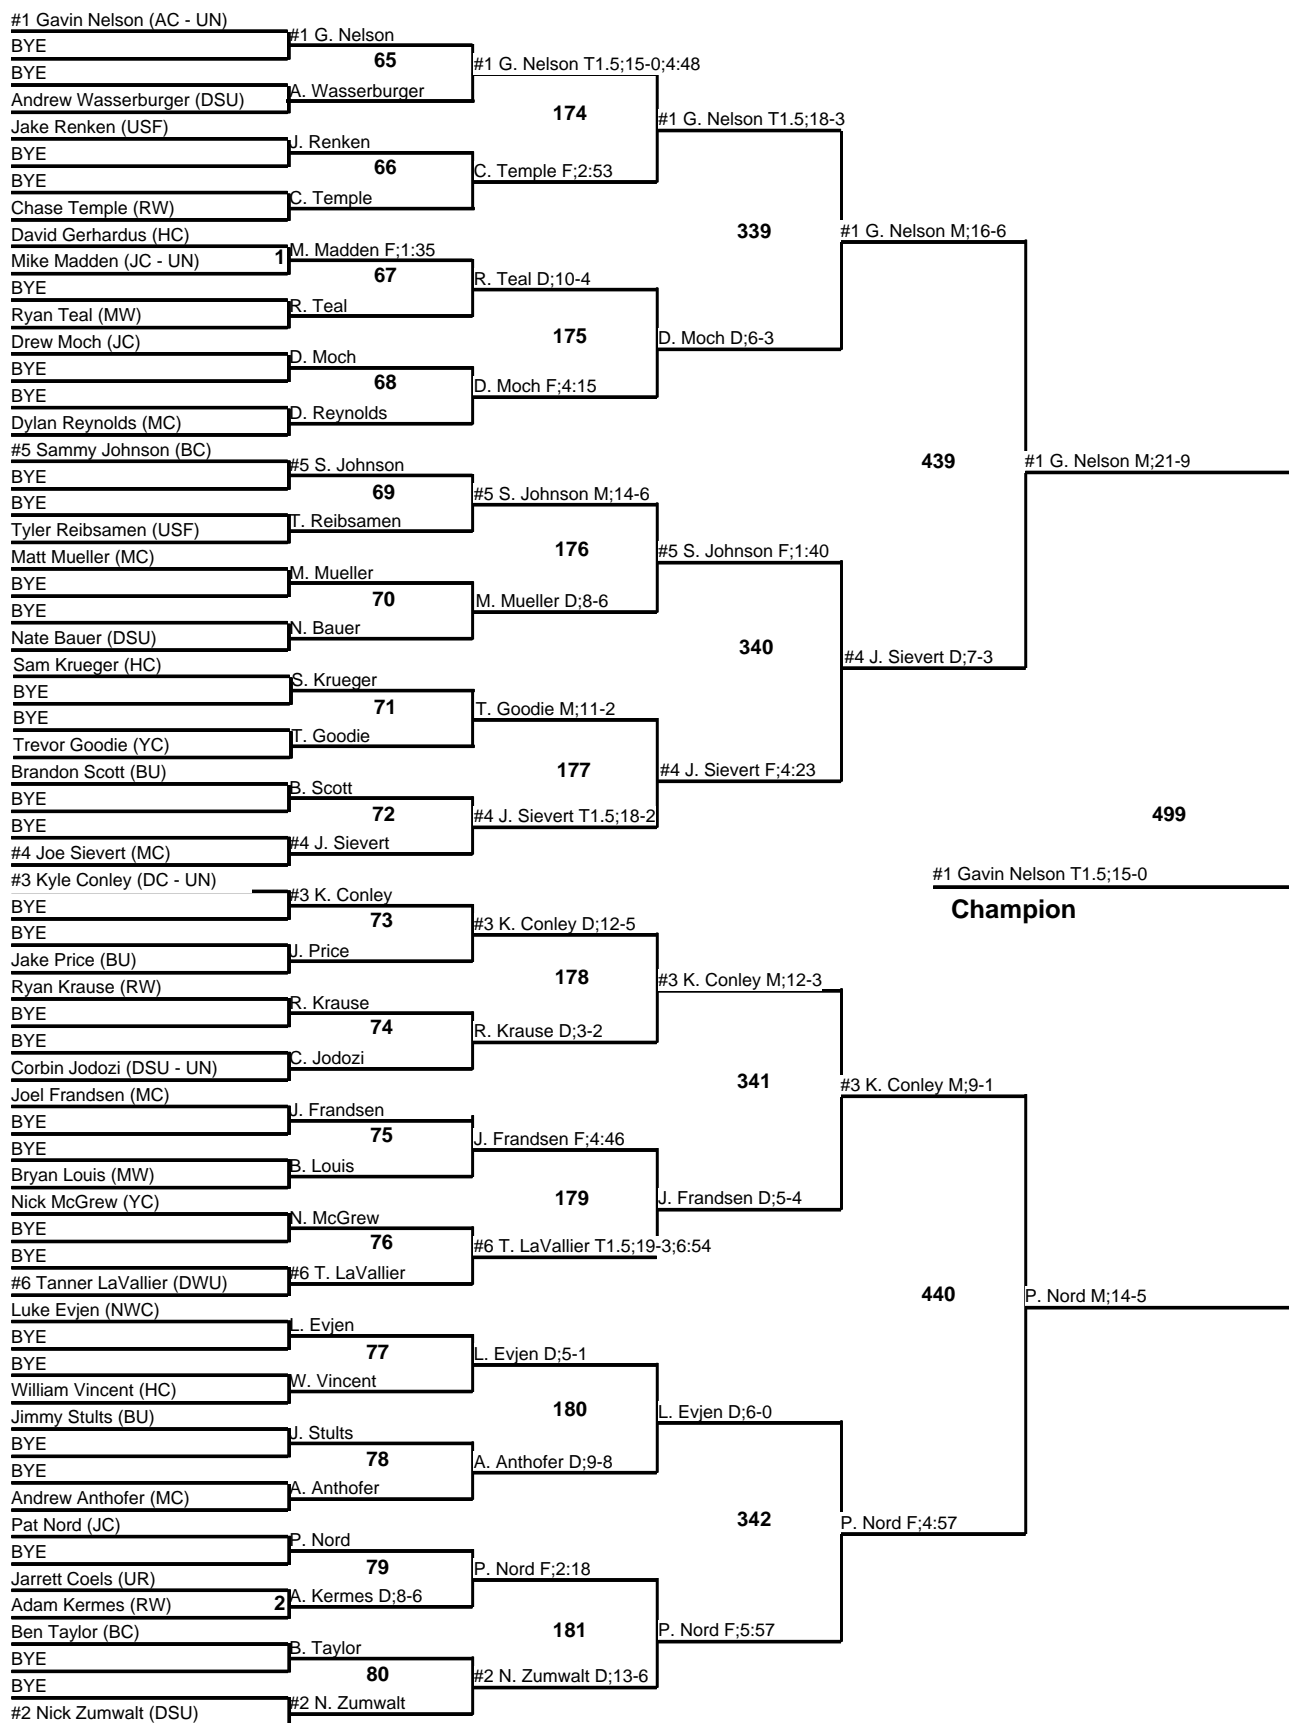 #1 Gavin Nelson (AC - UN)
BYE
BYE
Andrew Wasserburger (DSU)
Jake Renken (USF)
BYE
BYE
Chase Temple (RW)
David Gerhardus (HC)
Mike Madden (JC - UN) 1
BYE
Ryan Teal (MW)
Drew Moch (JC)
BYE
BYE
Dylan Reynolds (MC)
#5 Sammy Johnson (BC)
BYE
BYE
Tyler Reibsamen (USF)
Matt Mueller (MC)
BYE
BYE
Nate Bauer (DSU)
Sam Krueger (HC)
BYE
BYE
Trevor Goodie (YC)
Brandon Scott (BU)
BYE
BYE
#4 Joe Sievert (MC)
#3 Kyle Conley (DC - UN)
BYE
BYE
Jake Price (BU)
Ryan Krause (RW)
BYE
BYE
Corbin Jodozi (DSU - UN)
Joel Frandsen (MC)
BYE
BYE
Bryan Louis (MW)
Nick McGrew (YC)
BYE
BYE
#6 Tanner LaVallier (DWU)
Luke Evjen (NWC)
BYE
BYE
William Vincent (HC)
Jimmy Stults (BU)
BYE
BYE
Andrew Anthofer (MC)
Pat Nord (JC)
BYE
Jarrett Coels (UR)
Adam Kermes (RW) 2
Ben Taylor (BC)
BYE
BYE
#2 Nick Zumwalt (DSU)
#1 G. Nelson
65
A. Wasserburger
J. Renken
66
C. Temple
M. Madden F;1:35
67
R. Teal
D. Moch
68
D. Reynolds
#5 S. Johnson
69
T. Reibsamen
M. Mueller
70
N. Bauer
S. Krueger
71
T. Goodie
B. Scott
72
#4 J. Sievert
#3 K. Conley
73
J. Price
R. Krause
74
C. Jodozi
J. Frandsen
75
B. Louis
N. McGrew
76
#6 T. LaVallier
L. Evjen
77
W. Vincent
J. Stults
78
A. Anthofer
P. Nord
79
A. Kermes D;8-6
B. Taylor
80
#2 N. Zumwalt
#1 G. Nelson T1.5;15-0;4:48
174
C. Temple F;2:53
R. Teal D;10-4
175
D. Moch F;4:15
#5 S. Johnson M;14-6
176
M. Mueller D;8-6
T. Goodie M;11-2
177
#4 J. Sievert T1.5;18-2
#3 K. Conley D;12-5
178
R. Krause D;3-2
J. Frandsen F;4:46
179
#6 T. LaVallier T1.5;19-3;6:54
L. Evjen D;5-1
180
A. Anthofer D;9-8
P. Nord F;2:18
181
#2 N. Zumwalt D;13-6
#1 G. Nelson T1.5;18-3
339
D. Moch D;6-3
#5 S. Johnson F;1:40
340
#4 J. Sievert F;4:23
#3 K. Conley M;12-3
341
J. Frandsen D;5-4
L. Evjen D;6-0
342
P. Nord F;5:57
#1 G. Nelson M;16-6
439
#4 J. Sievert D;7-3
#3 K. Conley M;9-1
440
P. Nord F;4:57
#1 G. Nelson M;21-9
499
P. Nord M;14-5
#1 Gavin Nelson T1.5;15-0
Champion